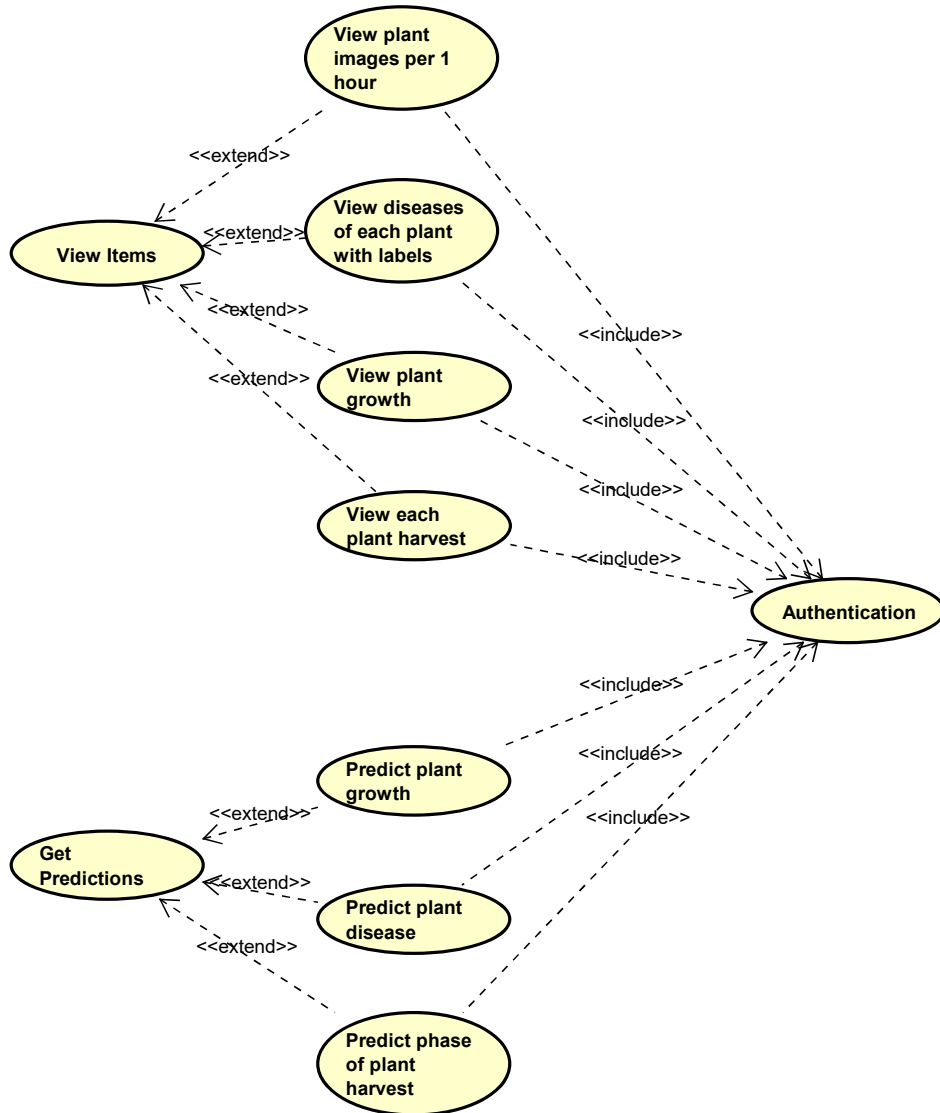 View plant
images per 1
hour
<<extend>>
View diseases
of each plant
with labels
<<extend>>
View Items
<<extend>>
<<include>>
View plant
growth
<<extend>>
<<include>>
View each
plant harvest
<<include>>
<<include>>
Authentication
<<include>>
Predict plant
growth
<<include>>
<<extend>>
<<include>>
Get
Predictions
<<extend>>
Predict plant
disease
<<extend>>
Predict phase
of plant
harvest